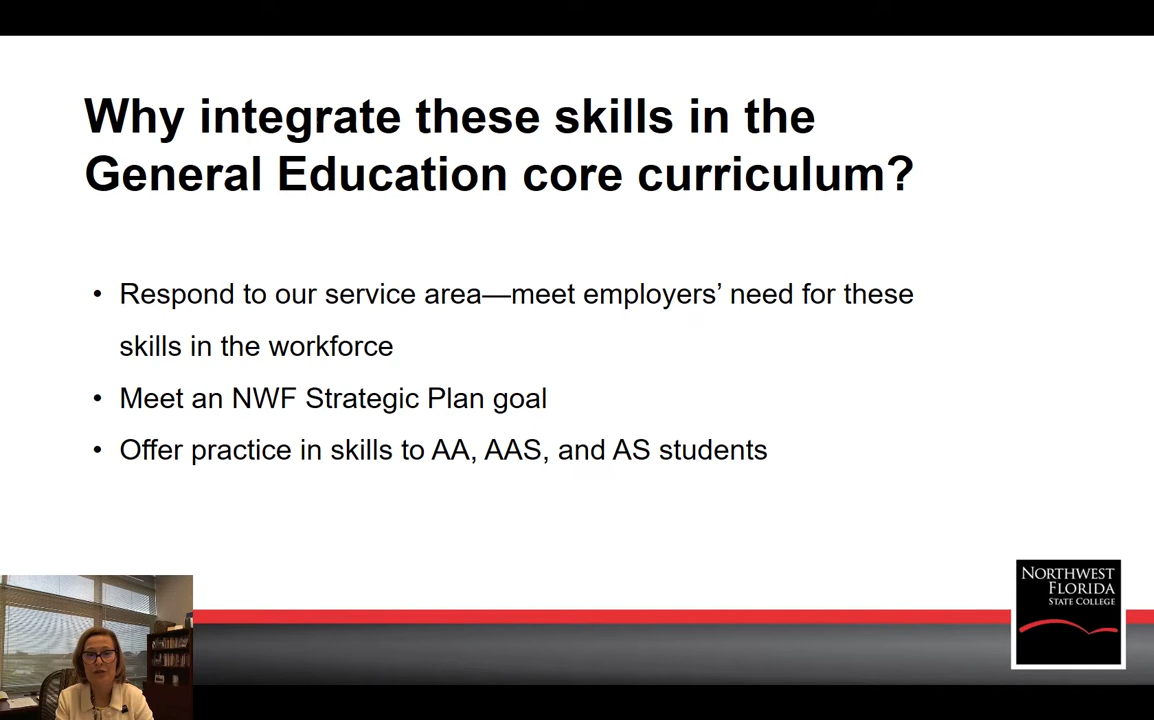 Why integrate these skills in the
General Education core curriculum?
• Respond to our service area—meet employers’ need for these
skills in the workforce
• Meet an NWF Strategic Plan goal
• Offer practice in skills to AA, AAS, and AS students
NORTHWEST
FLORIDA
STATE COLLEGE